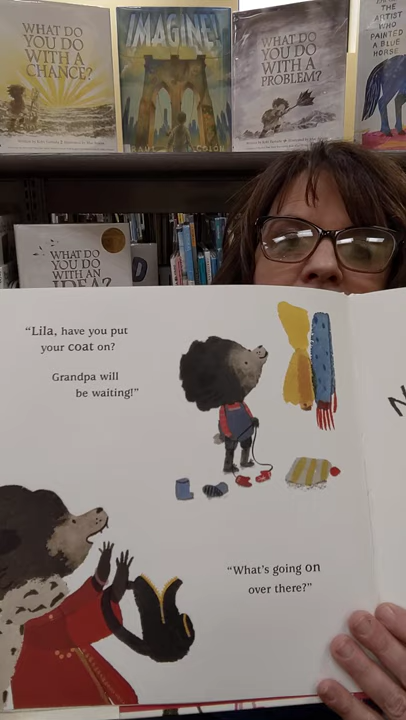 WHAT DO
YOU DO
WITH A
CHANCE?
IMAGINE!
RAUL COLÓN
WHAT DO
YOU DO
WITH A
PROBLEM?
THE
ARTIST
WHO
PAINTED
A BLUE
HORSE
WHAT DO
YOU DO
WITH AN
IDEA?
"Lila, have you put
your coat on?
Grandpa will
be waiting!"
"What's going on
over there?"
N